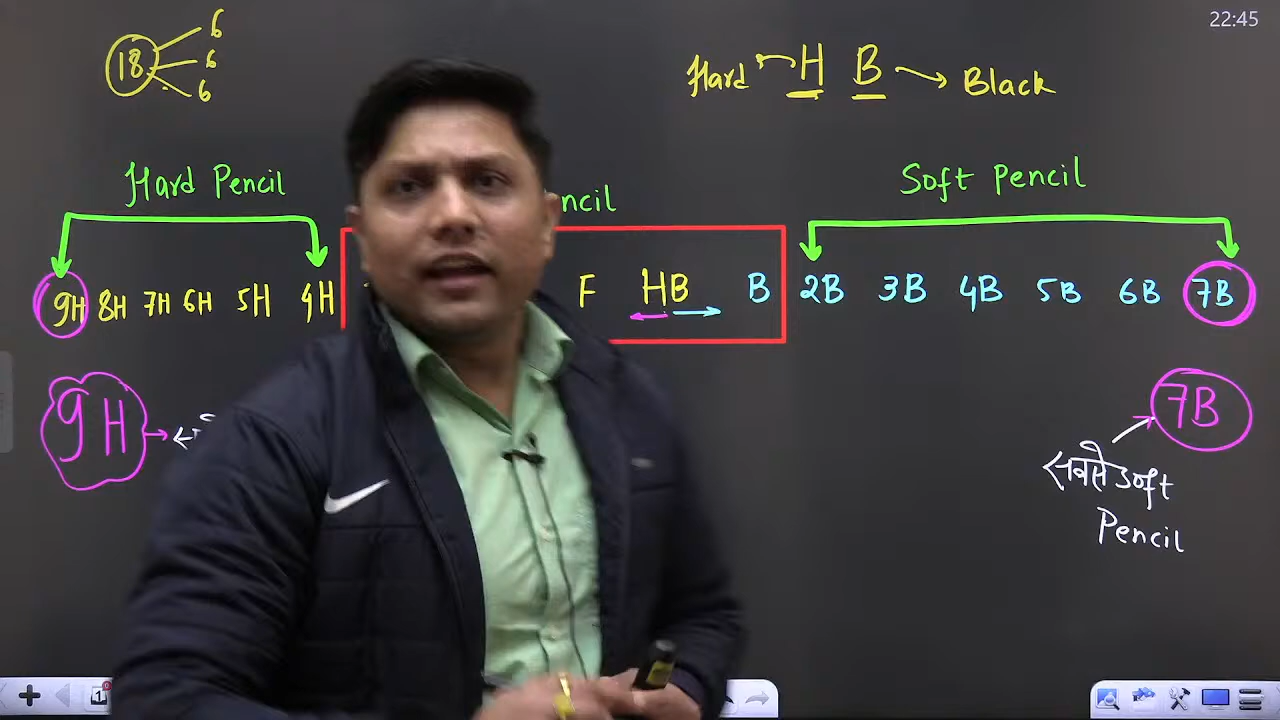 22:45
18 6
6
6
Hard H B Black
Hard Pencil ncil Soft Pencil
9H 8H 7H 6H 5H 4H F HB B 2B 3B 4B 5B 6B 7B
9H 7B
सबसे soft
Pencil